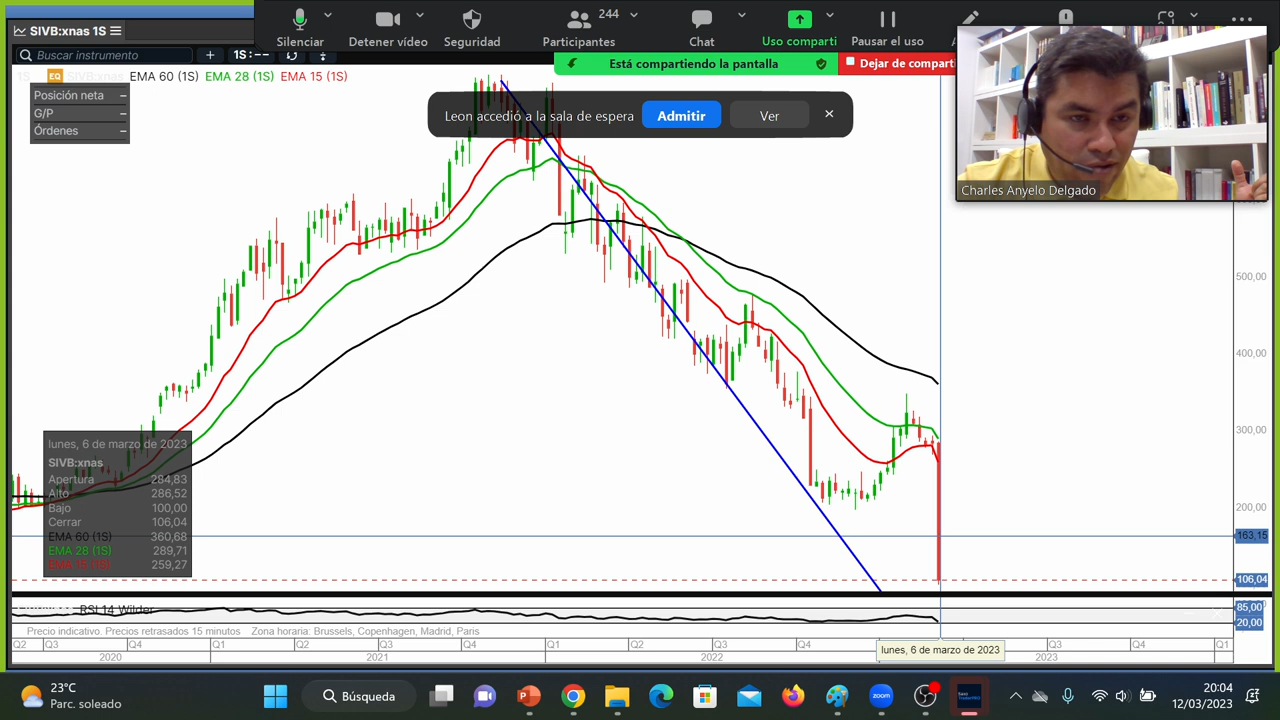 SIVB:xnas 1S
Buscar instrumento
1S:--
Silenciar
Detener vídeo
Seguridad
244
Participantes
Chat
Uso comparti
Pausar el uso
Está compartiendo la pantalla
Dejar de comparti
1S EQ SIVB:xnas EMA 60 (1S) EMA 28 (1S) EMA 15 (1S)
Posición neta –
G/P –
Órdenes –
Leon accedió a la sala de espera
Admitir
Ver
Charles Anyelo Delgado
500,00
400,00
300,00
200,00
163,15
106,04
lunes, 6 de marzo de 2023
SIVB:xnas
Apertura 284,83
Alto 286,52
Bajo 100,00
Cerrar 106,04
EMA 60 (1S) 360,68
EMA 28 (1S) 289,71
EMA 15 (1S) 259,27
RSI 14 Wilder
85,00
20,00
Precio indicativo. Precios retrasados 15 minutos Zona horaria: Brussels, Copenhagen, Madrid, Paris
Q2 Q3 Q4 Q1 Q2 Q3 Q4 Q1 Q2 Q3 Q4 Q3 Q4 Q1
lunes, 6 de marzo de 2023
2020 2021 2022 2023
23°C
Parc. soleado
Búsqueda
zoom
20:04
12/03/2023